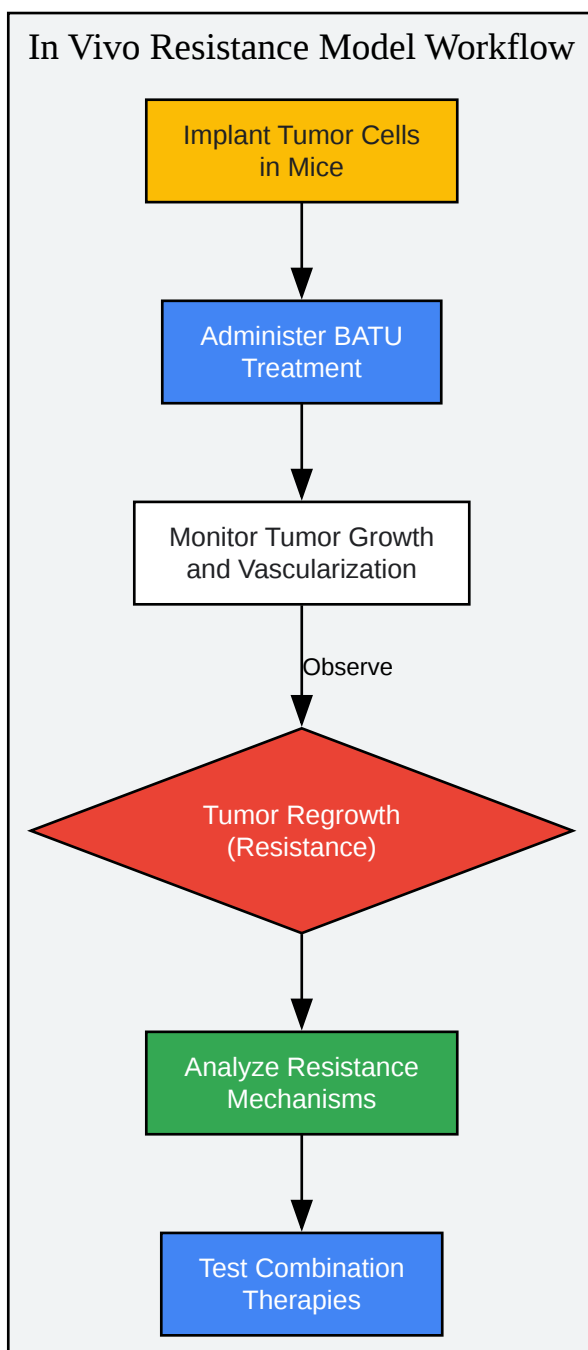 In Vivo Resistance Model Workflow
Implant Tumor Cells
in Mice
Administer BATU
Treatment
Monitor Tumor Growth
and Vascularization
Observe
Tumor Regrowth
(Resistance)
Analyze Resistance
Mechanisms
Test Combination
Therapies